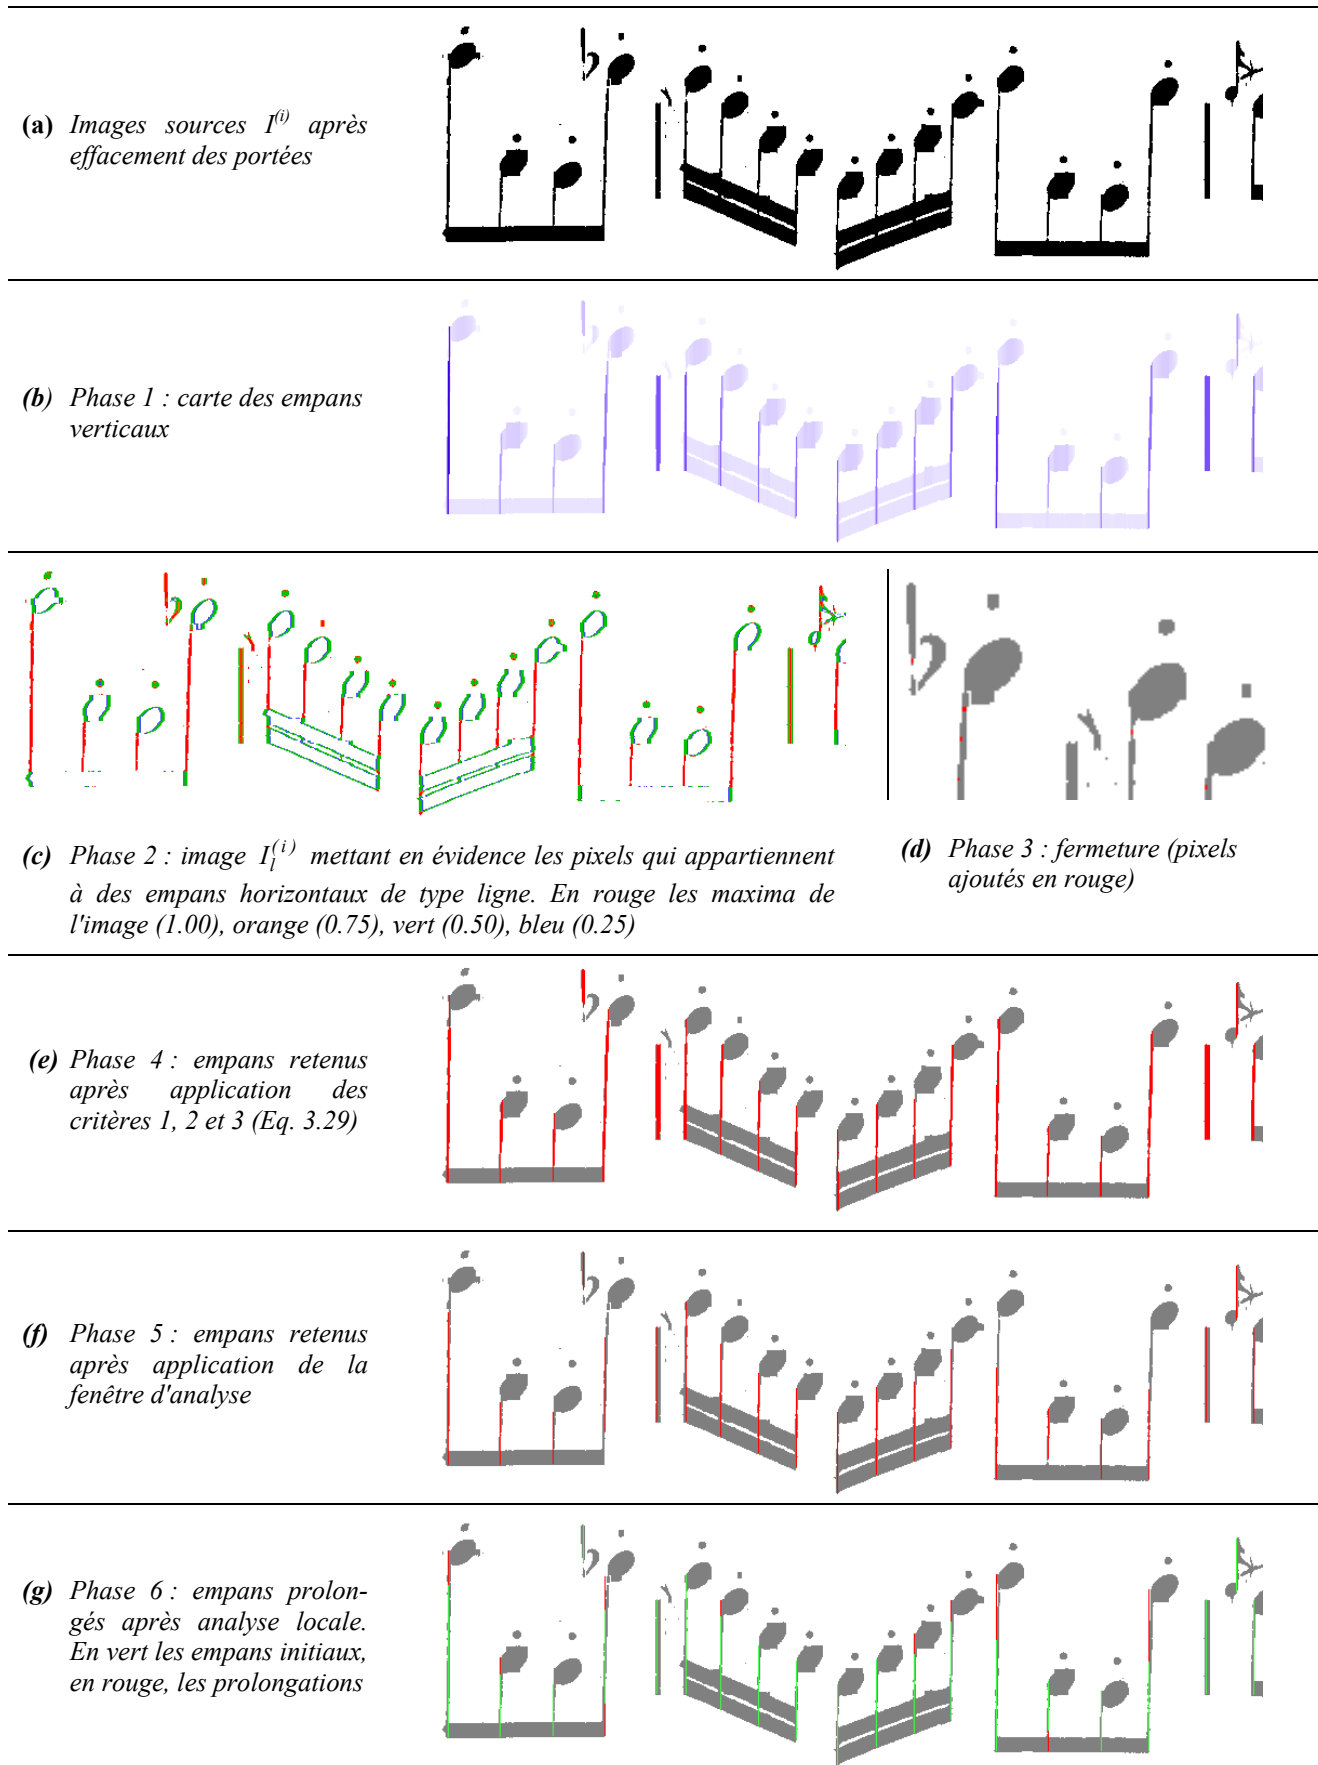 (a) Images sources I^(i) après
effacement des portées
(b) Phase 1 : carte des empans
verticaux
(c) Phase 2 : image I_l^(i) mettant en évidence les pixels qui appartiennent
à des empans horizontaux de type ligne. En rouge les maxima de
l'image (1.00), orange (0.75), vert (0.50), bleu (0.25)
(d) Phase 3 : fermeture (pixels
ajoutés en rouge)
(e) Phase 4 : empans retenus
après application des
critères 1, 2 et 3 (Eq. 3.29)
(f) Phase 5 : empans retenus
après application de la
fenêtre d'analyse
(g) Phase 6 : empans prolon-
gés après analyse locale.
En vert les empans initiaux,
en rouge, les prolongations